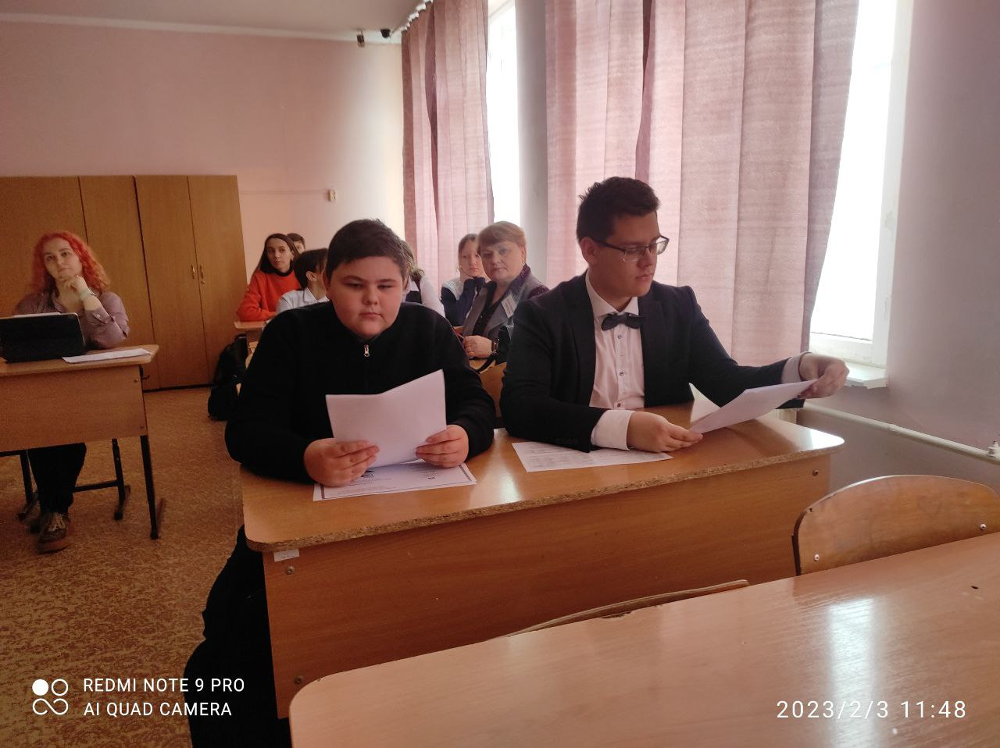 REDMI NOTE 9 PRO
AI QUAD CAMERA
2023/2/3 11:48